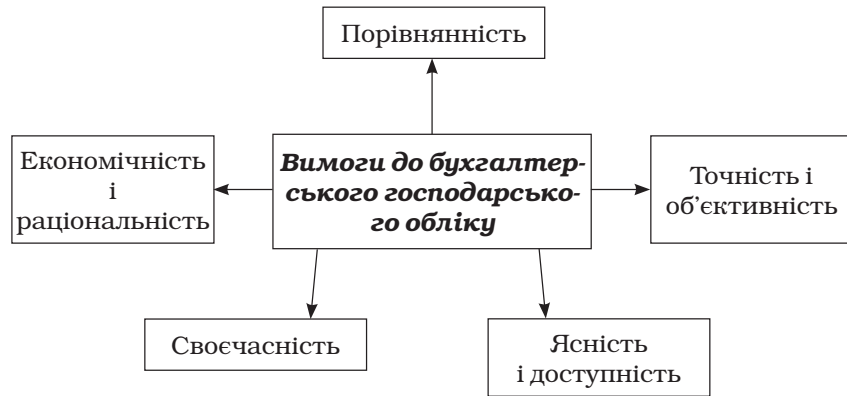 Порівнянність
Економічність
і
раціональність
Вимоги до бухгалтер-
ського господарсько-
го обліку
Точність і
об’єктивність
Своєчасність
Ясність
і доступність